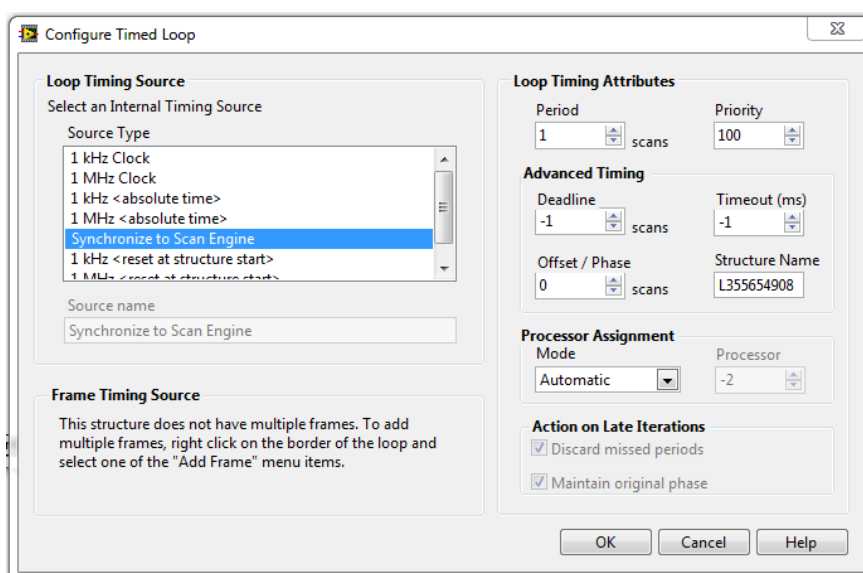 Configure Timed Loop
Loop Timing Source
Select an Internal Timing Source
Source Type
1 kHz Clock
1 MHz Clock
1 kHz <absolute time>
1 MHz <absolute time>
Synchronize to Scan Engine
1 kHz <reset at structure start>
1 MHz <reset at structure start>
Source name
Synchronize to Scan Engine
Frame Timing Source
This structure does not have multiple frames. To add
multiple frames, right click on the border of the loop and
select one of the "Add Frame" menu items.
Loop Timing Attributes
Period Priority
1 scans 100
Advanced Timing
Deadline Timeout (ms)
-1 scans -1
Offset / Phase Structure Name
0 scans L355654908
Processor Assignment
Mode Processor
Automatic -2
Action on Late Iterations
Discard missed periods
Maintain original phase
OK Cancel Help